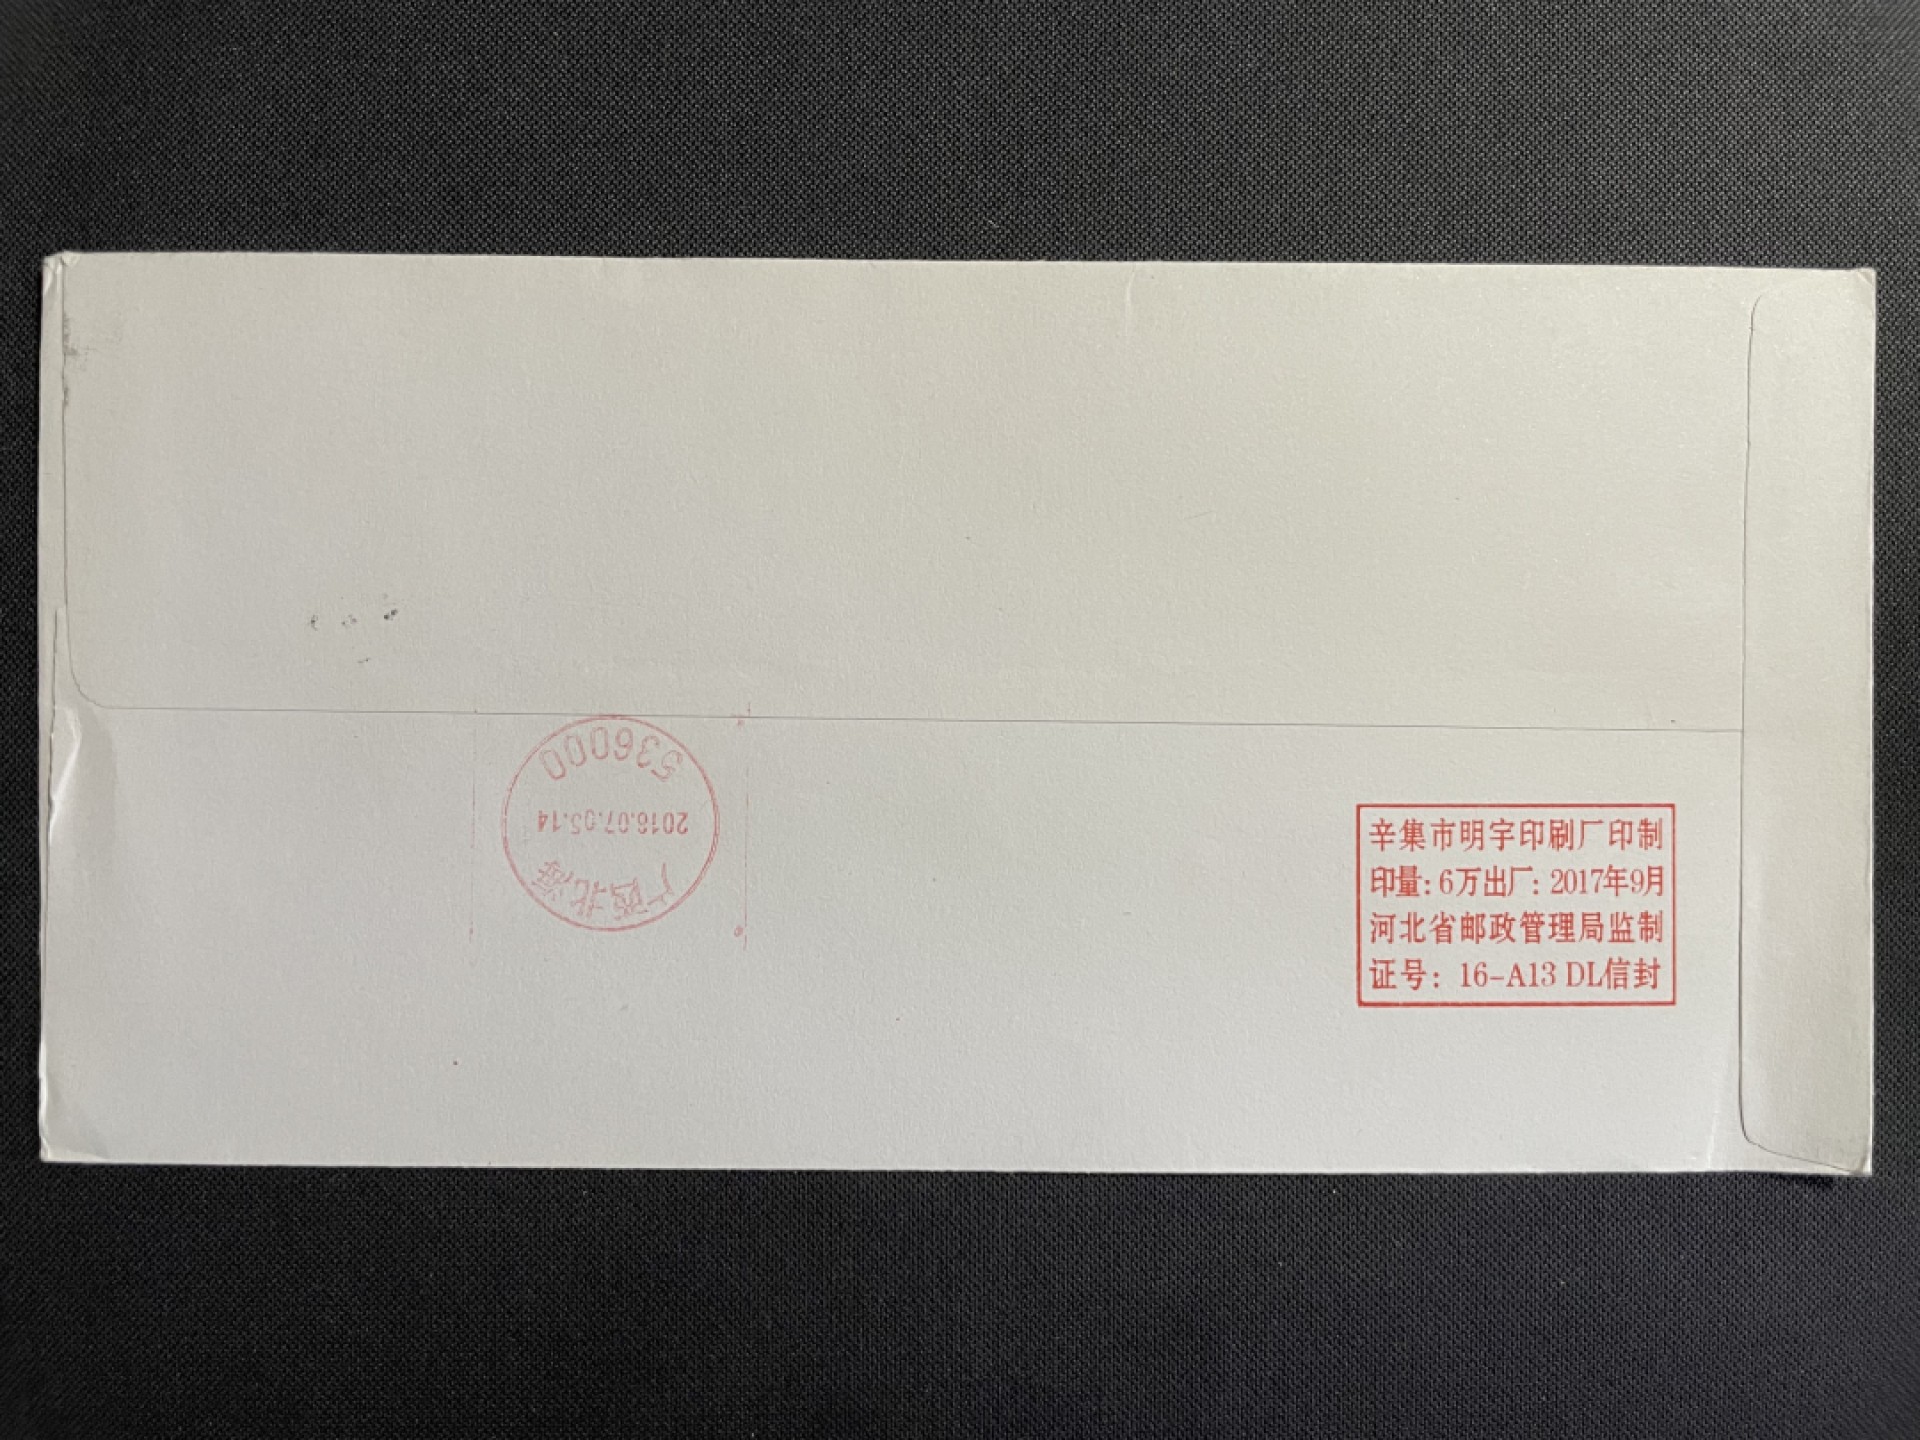 广西北海
2018.07.05.14
536000
辛集市明宇印刷厂印制
印量: 6万出厂: 2017年9月
河北省邮政管理局监制
证号: 16-A13 DL信封